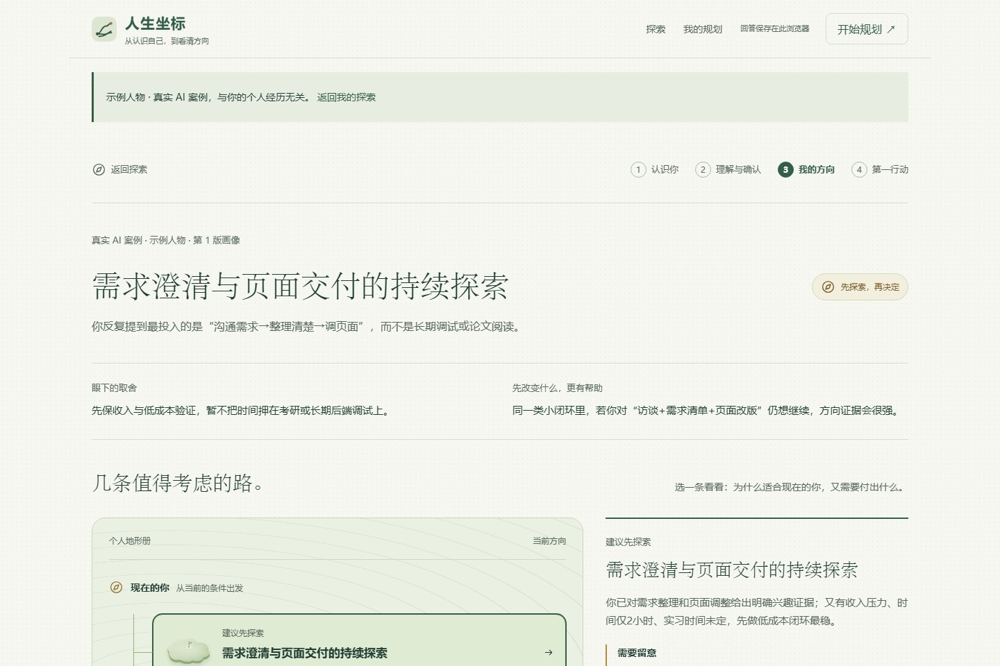 人生坐标
从认识自己，到看清方向
探索
我的规划
回答保存在此浏览器
开始规划 ↗
示例人物 · 真实 AI 案例，与你的个人经历无关。 返回我的探索
返回探索
1 认识你
2 理解与确认
3 我的方向
4 第一行动
真实 AI 案例 · 示例人物 · 第 1 版画像
需求澄清与页面交付的持续探索
先探索，再决定
你反复提到最投入的是“沟通需求→整理清楚→调页面”，而不是长期调试或论文阅读。
眼下的取舍
先保收入与低成本验证，暂不把时间押在考研或长期后端调试上。
先改变什么，更有帮助
同一类小闭环里，若你对“访谈+需求清单+页面改版”仍想继续，方向证据会很强。
几条值得考虑的路。
选一条看看：为什么适合现在的你，又需要付出什么。
个人地形册
当前方向
现在的你 从当前的条件出发
建议先探索
需求澄清与页面交付的持续探索 →
建议先探索
需求澄清与页面交付的持续探索
你已对需求整理和页面调整给出明确兴趣证据；又有收入压力、时
间仅2小时、实习时间未定，先做低成本闭环最稳。
需要留意